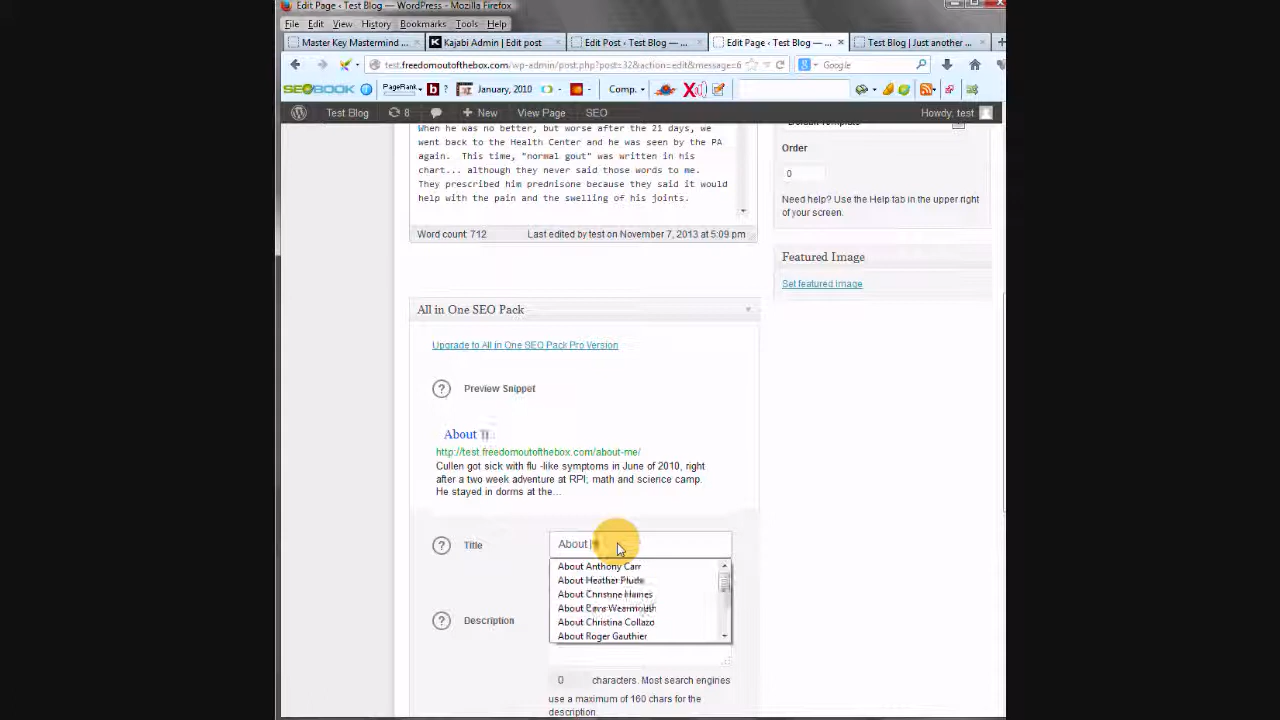 Edit Page ‹ Test Blog — WordPress - Mozilla Firefox
File Edit View History Bookmarks Tools Help
Master Key Mastermind ... × Kajabi Admin | Edit post × Edit Post ‹ Test Blog — ... × Edit Page ‹ Test Blog — ... × Test Blog | Just another ... ×
test.freedomoutofthebox.com/wp-admin/post.php?post=32&action=edit&message=6 Google
SEOBOOK PageRank b ? January, 2010 0 Comp.
Test Blog 8 + New View Page SEO Howdy, test
When he was no better, but worse after the 21 days, we
went back to the Health Center and he was seen by the PA
again. This time, "normal gout" was written in his
chart... although they never said those words to me.
They prescribed him prednisone because they said it would
help with the pain and the swelling of his joints.
Word count: 712 Last edited by test on November 7, 2013 at 5:09 pm
Default Template
Order
0
Need help? Use the Help tab in the upper right
of your screen.
Featured Image
Set featured image
All in One SEO Pack
Upgrade to All in One SEO Pack Pro Version
? Preview Snippet
About
http://test.freedomoutofthebox.com/about-me/
Cullen got sick with flu -like symptoms in June of 2010, right
after a two week adventure at RPI; math and science camp.
He stayed in dorms at the...
? Title About
About Anthony Carr
About Heather Plude
About Christine Haines
About Wearmouth
About Christina Collazo
About Roger Gauthier
? Description
0 characters. Most search engines
use a maximum of 160 chars for the
description.